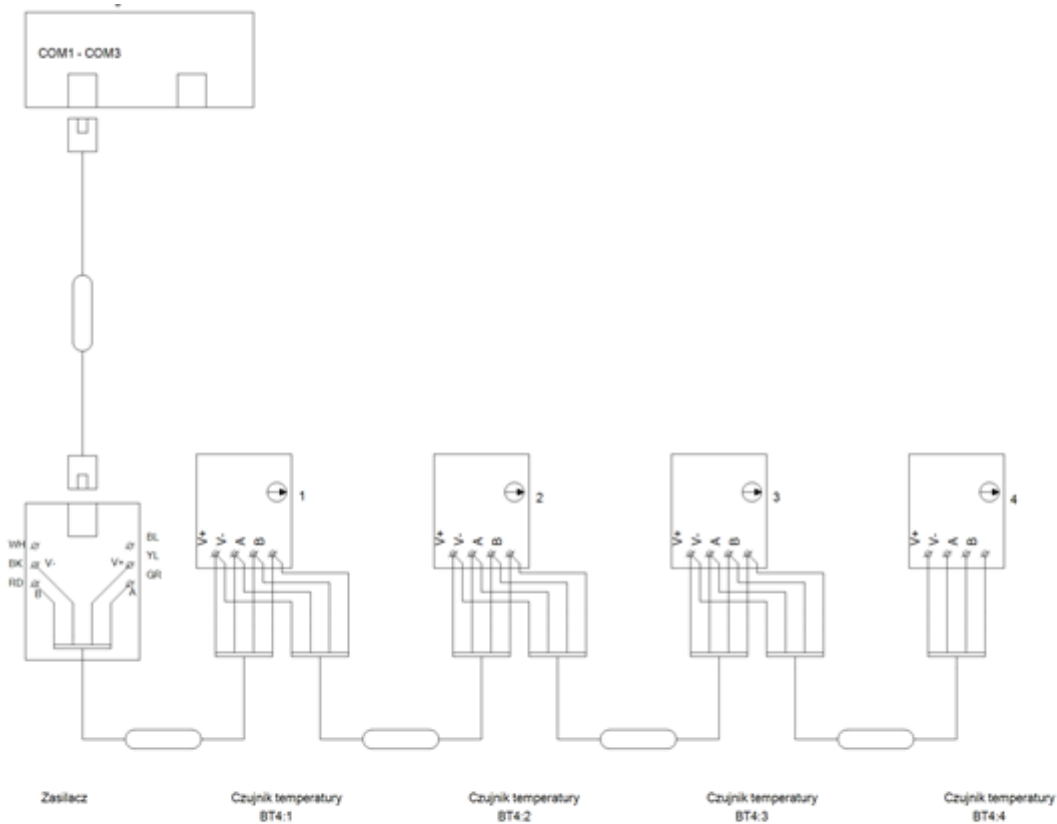 COM1 - COM3
1
2
3
4
V+
V-
A
B
V+
V-
A
B
V+
V-
A
B
V+
V-
A
B
WH
BL
BK
V-
V+
YL
RD
B
A
GR
Zasilacz
Czujnik temperatury
BT4:1
Czujnik temperatury
BT4:2
Czujnik temperatury
BT4:3
Czujnik temperatury
BT4:4